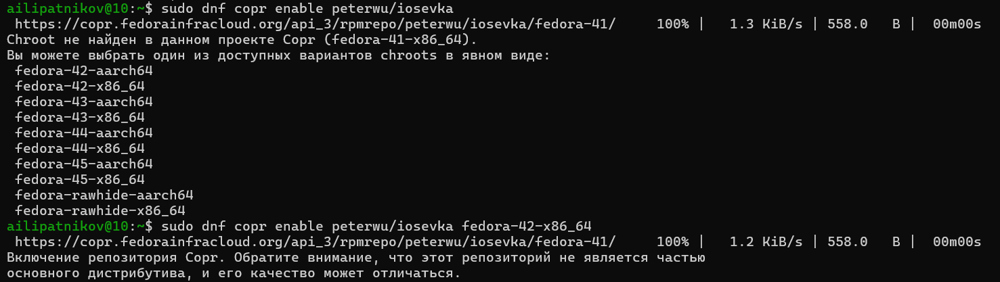 ailipatnikov@10:~$ sudo dnf copr enable peterwu/iosevka
https://copr.fedorainfracloud.org/api_3/rpmrepo/peterwu/iosevka/fedora-41/     100% |   1.3 KiB/s | 558.0   B |  00m00s
Chroot не найден в данном проекте Copr (fedora-41-x86_64).
Вы можете выбрать один из доступных вариантов chroots в явном виде:
fedora-42-aarch64
fedora-42-x86_64
fedora-43-aarch64
fedora-43-x86_64
fedora-44-aarch64
fedora-44-x86_64
fedora-45-aarch64
fedora-45-x86_64
fedora-rawhide-aarch64
fedora-rawhide-x86_64
ailipatnikov@10:~$ sudo dnf copr enable peterwu/iosevka fedora-42-x86_64
https://copr.fedorainfracloud.org/api_3/rpmrepo/peterwu/iosevka/fedora-41/     100% |   1.2 KiB/s | 558.0   B |  00m00s
Включение репозитория Copr. Обратите внимание, что этот репозиторий не является частью
основного дистрибутива, и его качество может отличаться.